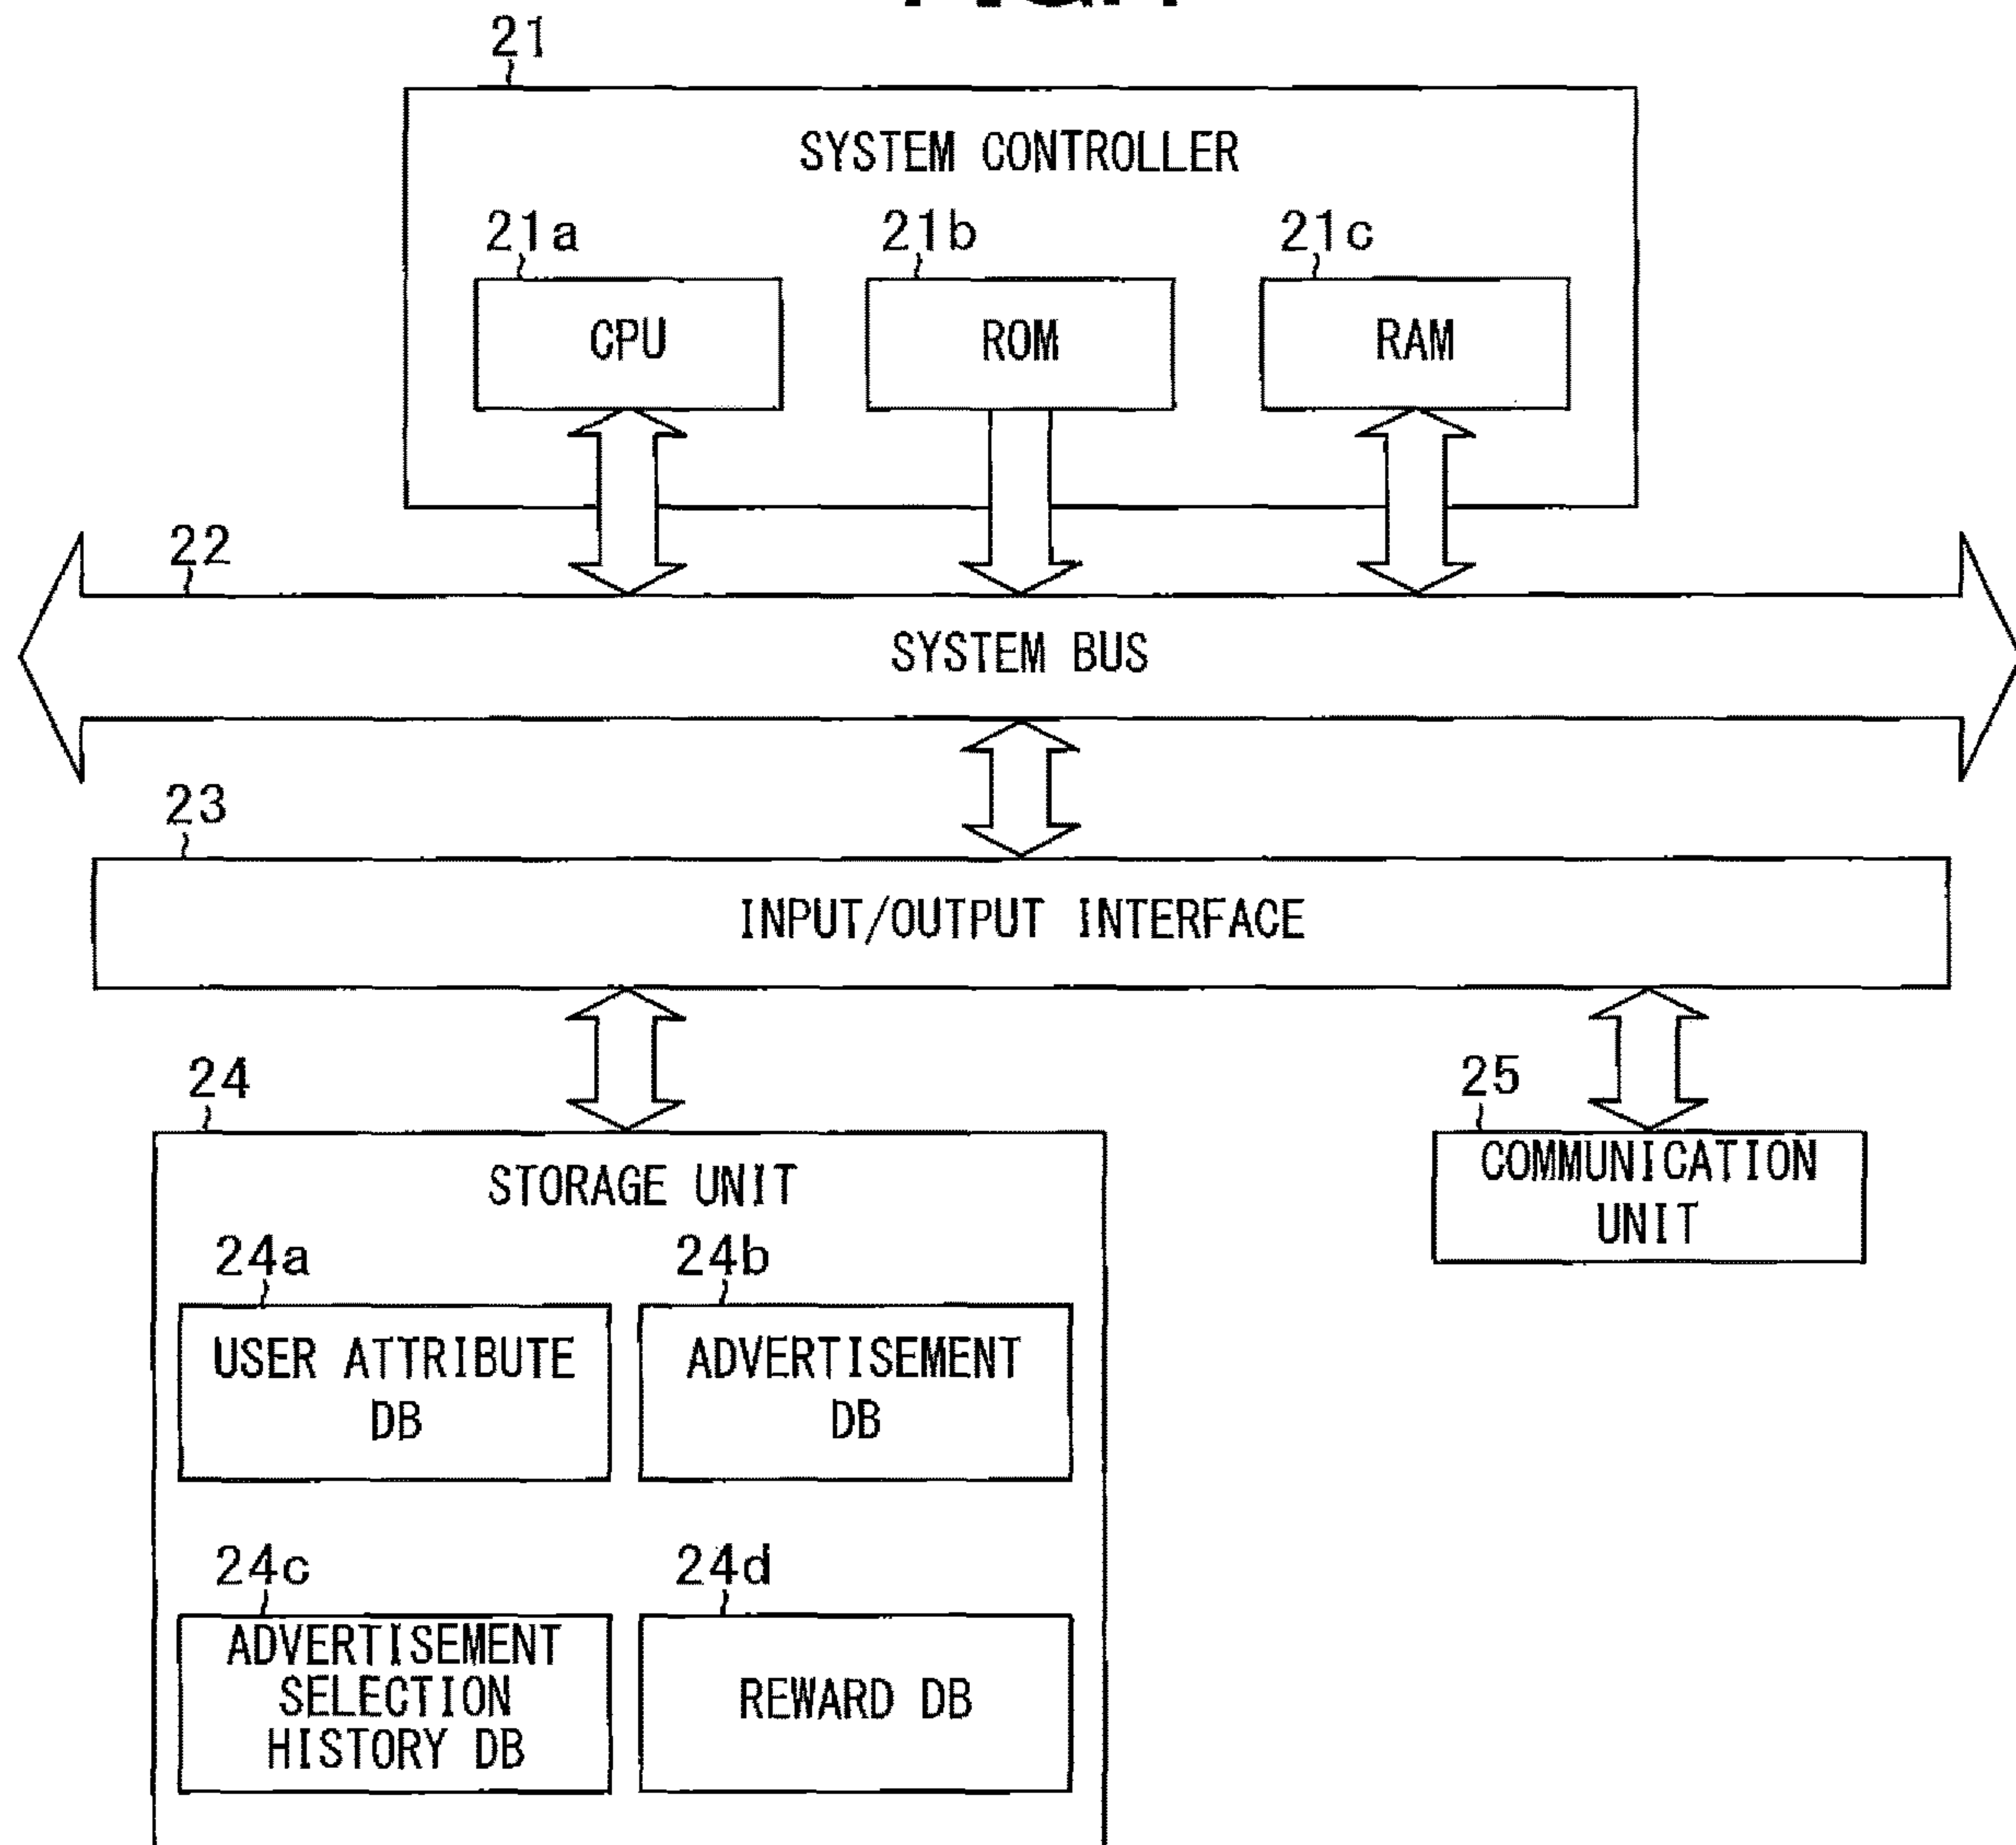 21
SYSTEM CONTROLLER
21a
21b
21c
CPU
ROM
RAM
22
SYSTEM BUS
23
INPUT/OUTPUT INTERFACE
24
25
STORAGE UNIT
COMMUNICATION
UNIT
24a
24b
USER ATTRIBUTE
DB
ADVERTISEMENT
DB
24c
24d
ADVERTISEMENT
SELECTION
HISTORY DB
REWARD DB